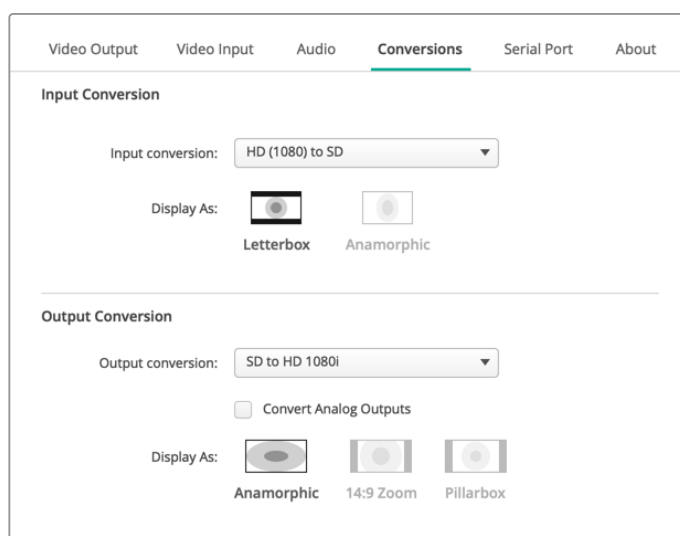 Video Output Video Input Audio Conversions Serial Port About
Input Conversion
Input conversion: HD (1080) to SD
Display As:
Letterbox Anamorphic
Output Conversion
Output conversion: SD to HD 1080i
Convert Analog Outputs
Display As:
Anamorphic 14:9 Zoom Pillarbox